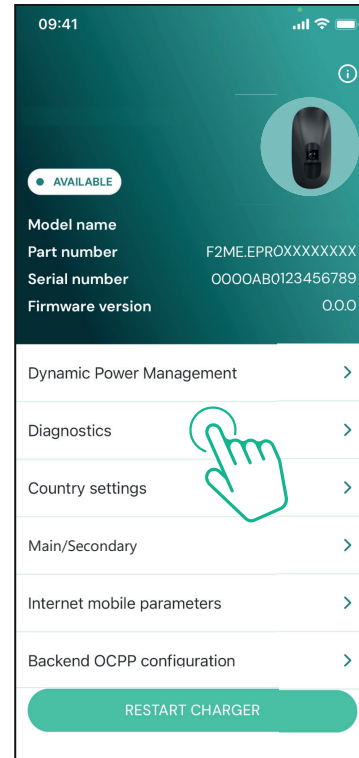 09:41
AVAILABLE
Model name
Part number F2ME.EPR0XXXXXXXX
Serial number 0000AB0123456789
Firmware version 0.0.0
Dynamic Power Management
Diagnostics
Country settings
Main/Secondary
Internet mobile parameters
Backend OCPP configuration
RESTART CHARGER